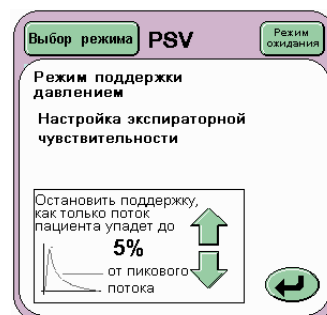 Выбор режима
PSV
Режим
ожидания
Режим поддержки
давлением
Настройка экспираторной
чувствительности
Остановить поддержку,
как только поток
пациента упадет до
5%
от пикового
потока